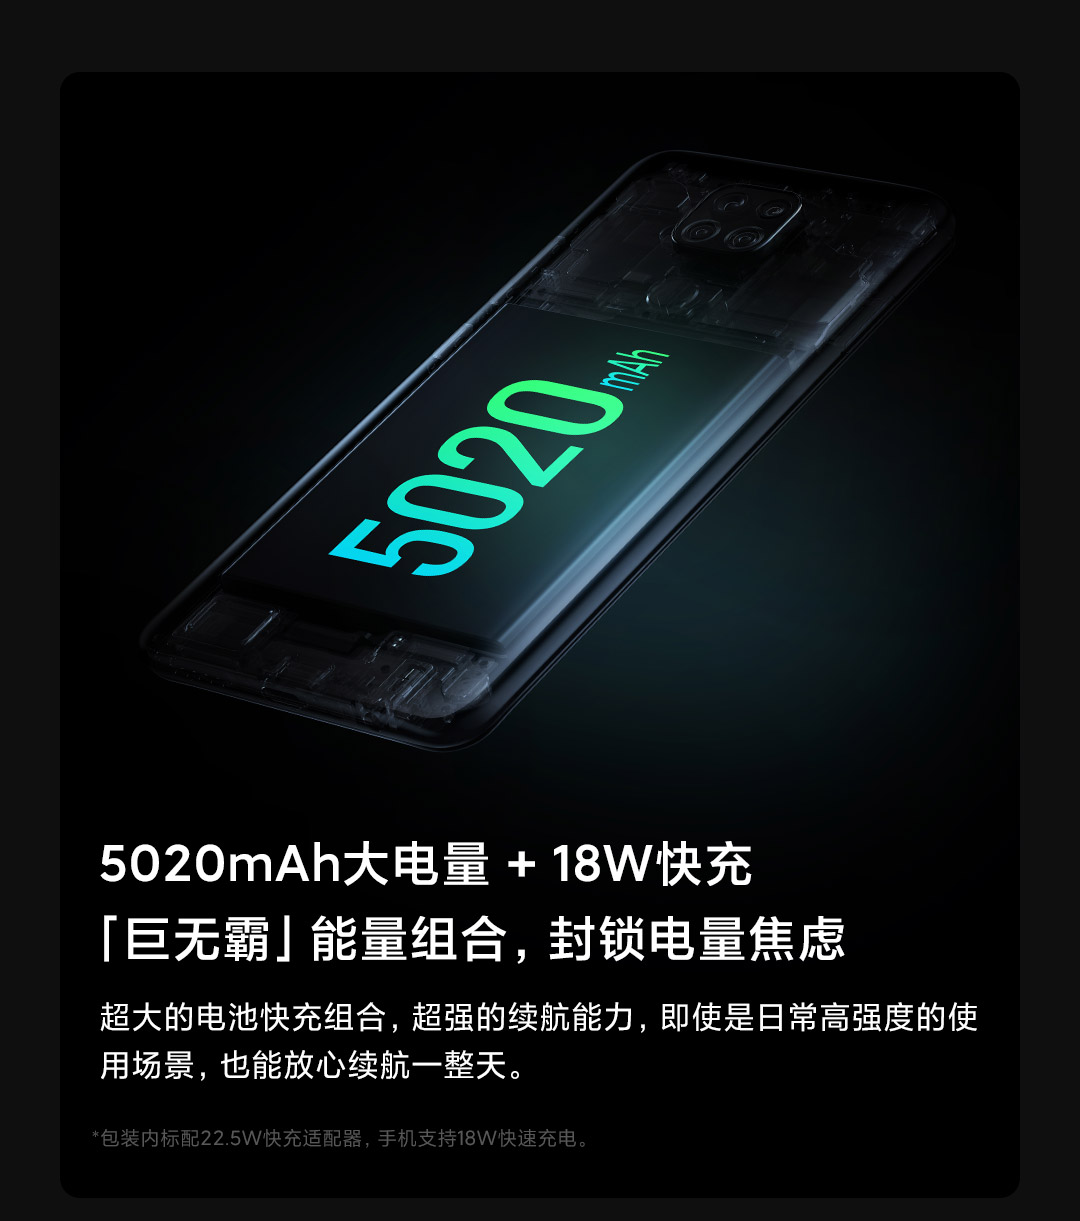 5020mAh
5020mAh大电量 + 18W快充
「巨无霸」能量组合，封锁电量焦虑
超大的电池快充组合，超强的续航能力，即使是日常高强度的使
用场景，也能放心续航一整天。
*包装内标配22.5W快充适配器，手机支持18W快速充电。